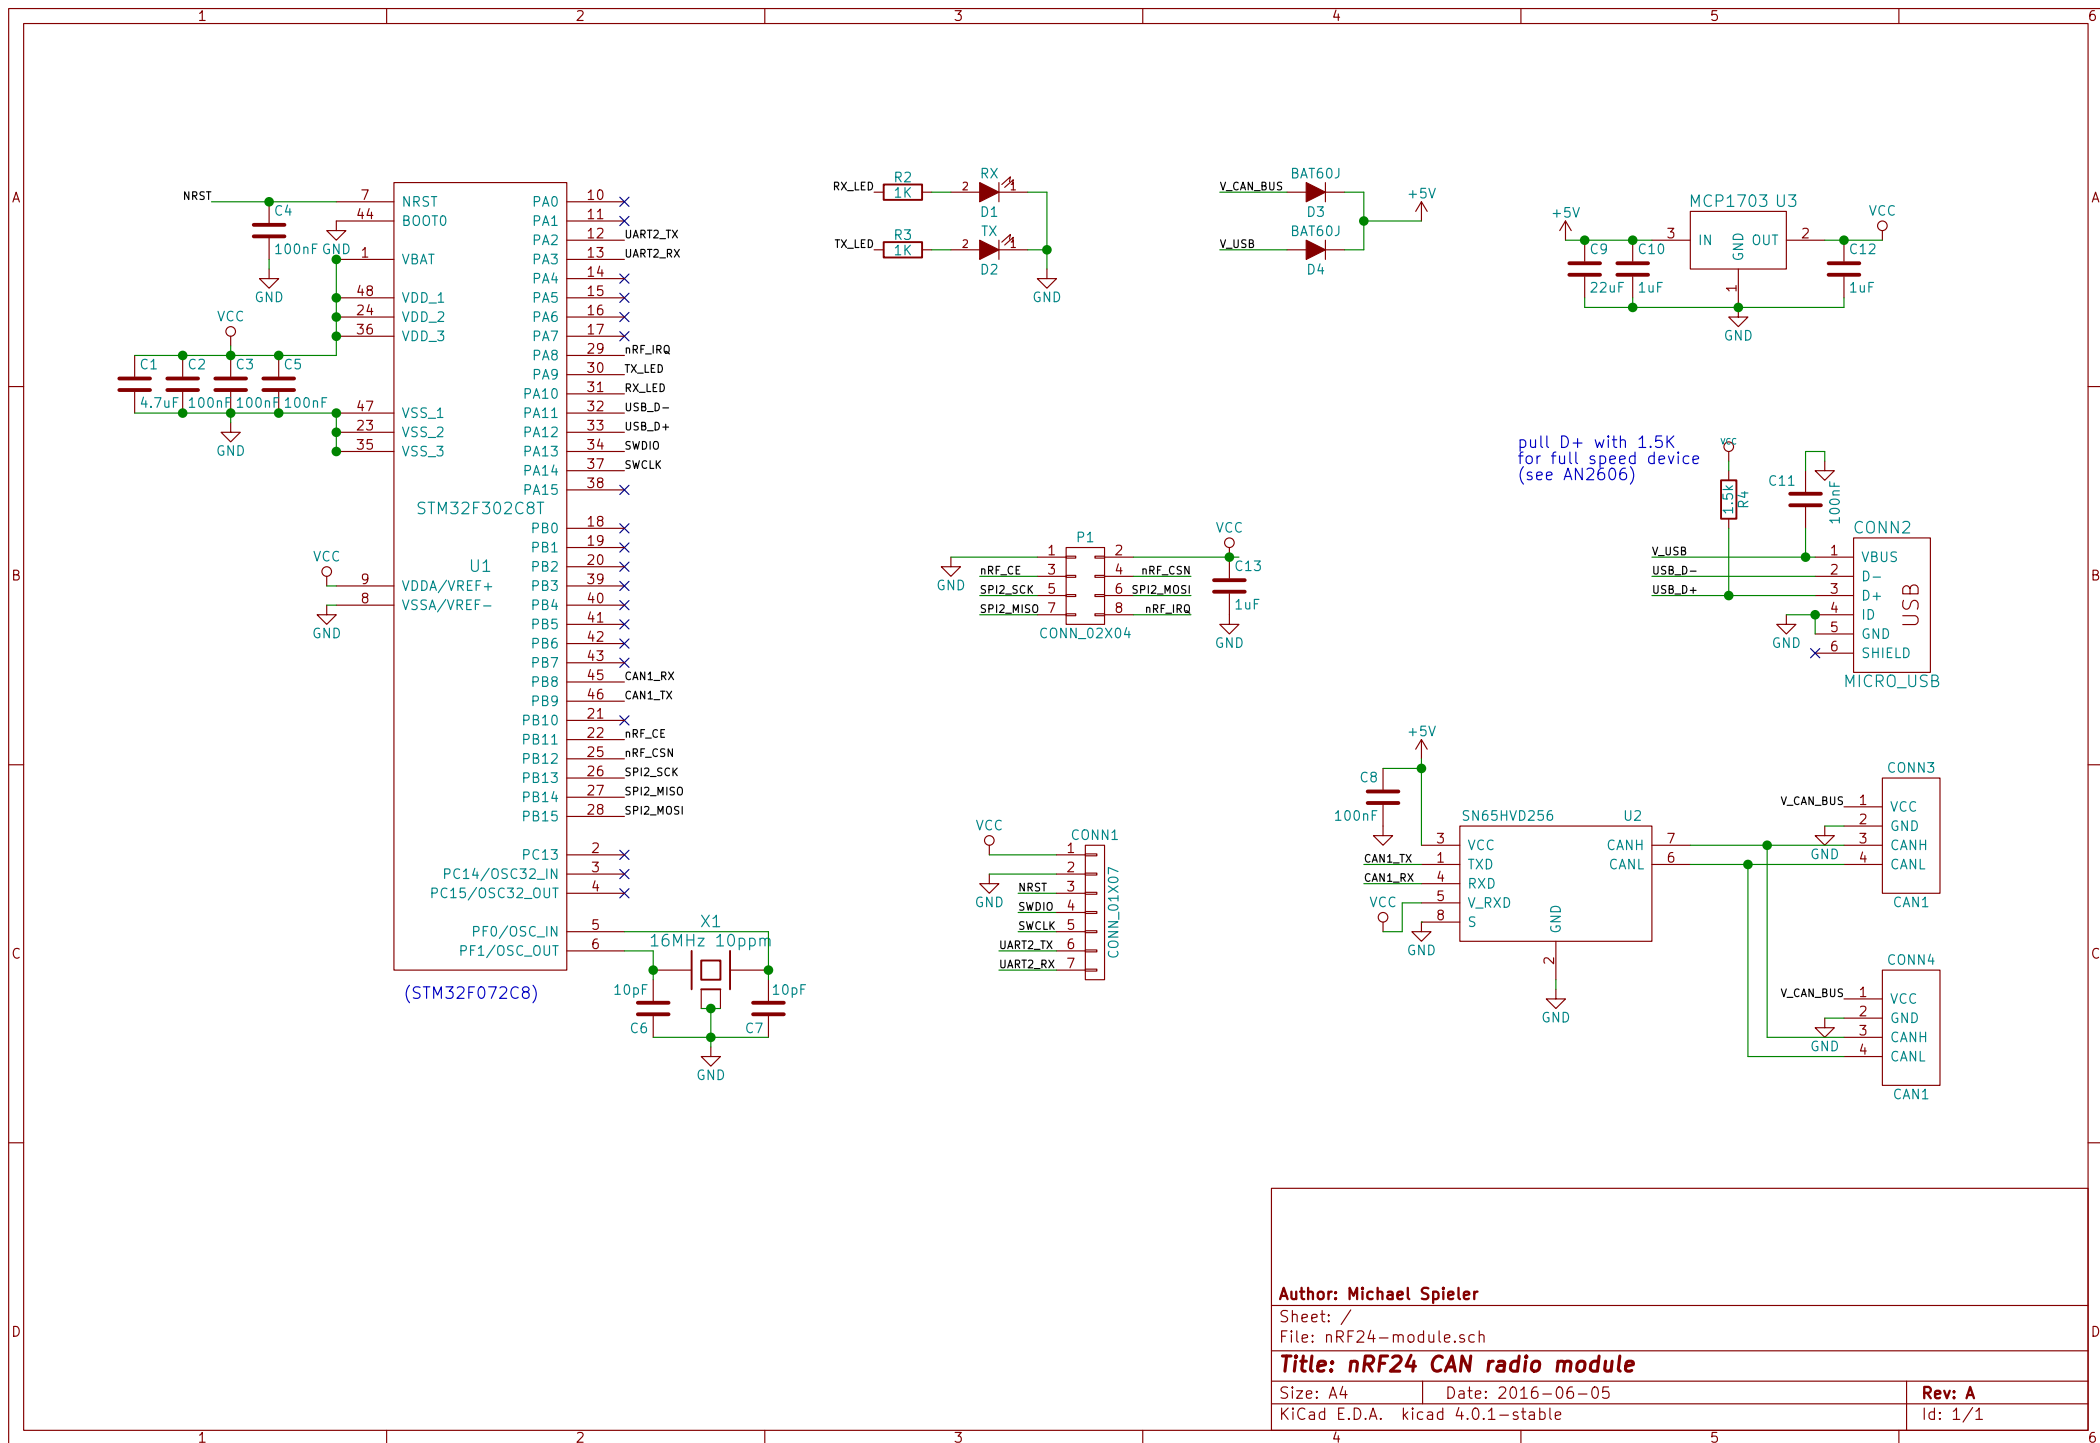 1 2 3 4 5 6
A
B
C
D
NRST
C4
100nF
GND
GND
VCC
C1 C2 C3 C5
4.7uF 100nF 100nF 100nF
GND
VCC
GND
7 NRST
44 BOOT0
1 VBAT
48 VDD_1
24 VDD_2
36 VDD_3
47 VSS_1
23 VSS_2
35 VSS_3
STM32F302C8T
U1
9 VDDA/VREF+
8 VSSA/VREF-
PA0 10
PA1 11
PA2 12 UART2_TX
PA3 13 UART2_RX
PA4 14
PA5 15
PA6 16
PA7 17
PA8 29 nRF_IRQ
PA9 30 TX_LED
PA10 31 RX_LED
PA11 32 USB_D-
PA12 33 USB_D+
PA13 34 SWDIO
PA14 37 SWCLK
PA15 38
PB0 18
PB1 19
PB2 20
PB3 39
PB4 40
PB5 41
PB6 42
PB7 43
PB8 45 CAN1_RX
PB9 46 CAN1_TX
PB10 21
PB11 22 nRF_CE
PB12 25 nRF_CSN
PB13 26 SPI2_SCK
PB14 27 SPI2_MISO
PB15 28 SPI2_MOSI
PC13 2
PC14/OSC32_IN 3
PC15/OSC32_OUT 4
PF0/OSC_IN 5
PF1/OSC_OUT 6
(STM32F072C8)
X1
16MHz 10ppm
10pF 10pF
C6 C7
GND
RX_LED R2 1K 2 RX 1
D1
TX_LED R3 1K 2 TX 1
D2
GND
V_CAN_BUS BAT60J
D3
V_USB BAT60J
D4
+5V
MCP1703 U3
+5V
VCC
3 IN GND OUT 2
1
C9 C10 C12
22uF 1uF 1uF
GND
pull D+ with 1.5K
for full speed device
(see AN2606)
VCC
1.5k
R4
C11
100nF
CONN2
V_USB 1 VBUS
USB_D- 2 D-
USB_D+ 3 D+
4 ID
5 GND
6 SHIELD
USB
GND
MICRO_USB
P1
VCC
1 2
nRF_CE 3 4 nRF_CSN
SPI2_SCK 5 6 SPI2_MOSI
SPI2_MISO 7 8 nRF_IRQ
GND
CONN_02X04
C13
1uF
GND
VCC
CONN1
1
2
GND
NRST 3
SWDIO 4
SWCLK 5
UART2_TX 6
UART2_RX 7
CONN_01X07
+5V
C8
100nF
SN65HVD256 U2
3 VCC
CAN1_TX 1 TXD
CAN1_RX 4 RXD
VCC 5 V_RXD
8 S
GND
GND
2
GND
CANH 7
CANL 6
CONN3
V_CAN_BUS 1 VCC
2 GND
3 CANH
4 CANL
GND
CAN1
CONN4
V_CAN_BUS 1 VCC
2 GND
3 CANH
4 CANL
GND
CAN1
Author: Michael Spieler
Sheet: /
File: nRF24-module.sch
Title: nRF24 CAN radio module
Size: A4 Date: 2016-06-05 Rev: A
KiCad E.D.A. kicad 4.0.1-stable Id: 1/1
A
B
C
D
1 2 3 4 5 6